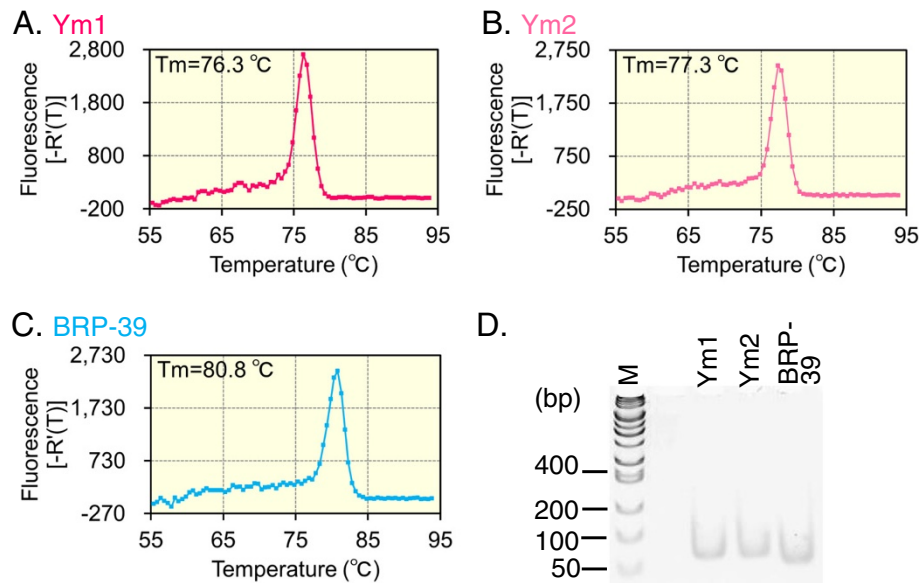 A. Ym1
Fluorescence
[-R'(T)]
2,800
1,800
800
-200
Tm=76.3 °C
55 65 75 85 95
Temperature (°C)
B. Ym2
Fluorescence
[-R'(T)]
2,750
1,750
750
-250
Tm=77.3 °C
55 65 75 85 95
Temperature (°C)
C. BRP-39
Fluorescence
[-R'(T)]
2,730
1,730
730
-270
Tm=80.8 °C
55 65 75 85 95
Temperature (°C)
D.
(bp)
M
Ym1
Ym2
BRP-
39
400
200
100
50